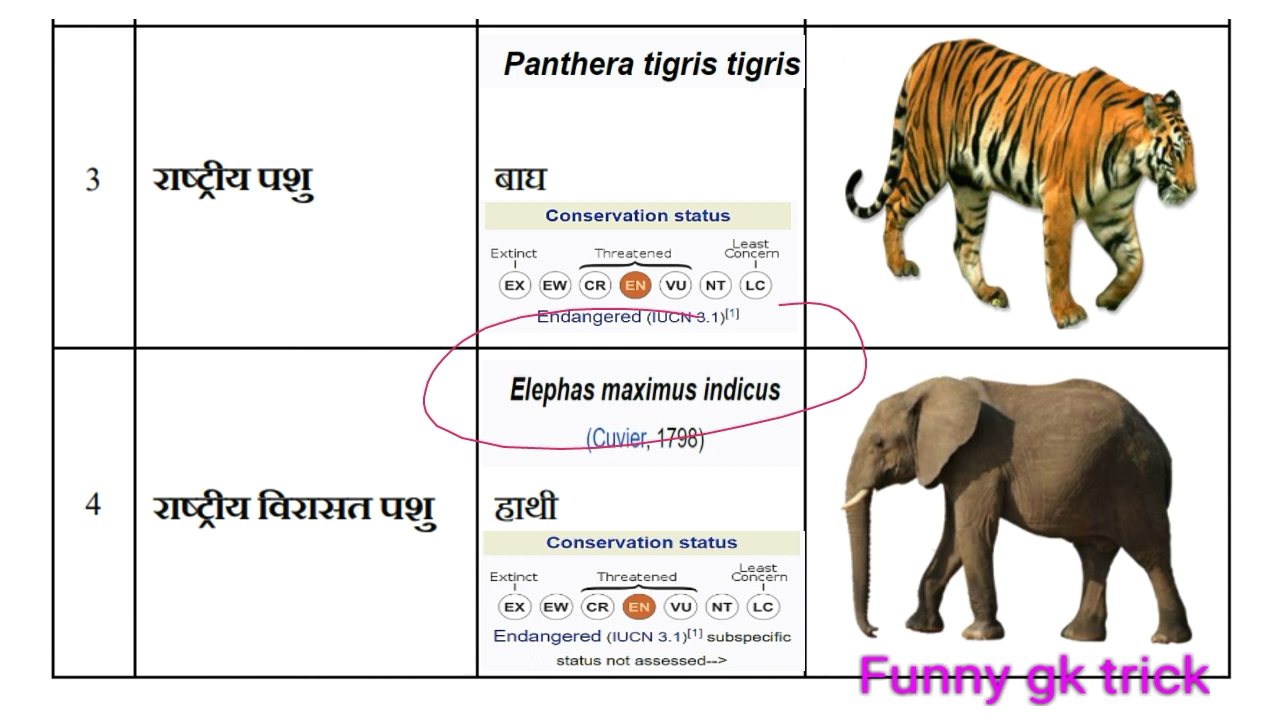 Panthera tigris tigris
3 राष्ट्रीय पशु बाघ
Conservation status
Extinct Threatened Least Concern
EX EW CR EN VU NT LC
Endangered (IUCN 3.1)[1]
Elephas maximus indicus
(Cuvier, 1798)
4 राष्ट्रीय विरासत पशु हाथी
Conservation status
Extinct Threatened Least Concern
EX EW CR EN VU NT LC
Endangered (IUCN 3.1)[1] subspecific
status not assessed-->
Funny gk trick